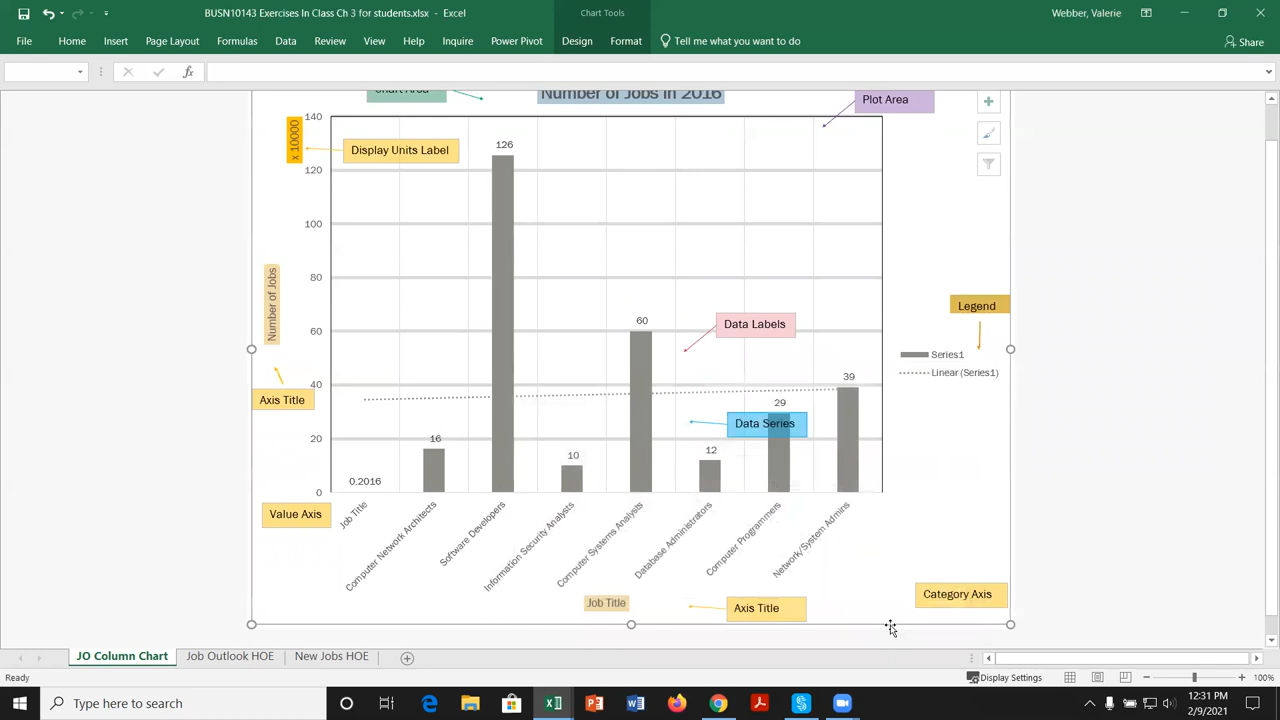 BUSN10143 Exercises In Class Ch 3 for students.xlsx - Excel
Chart Tools
Webber, Valerie
File Home Insert Page Layout Formulas Data Review View Help Inquire Power Pivot Design Format Tell me what you want to do Share
fx
Chart Area
Number of Jobs in 2016
Plot Area
x 10000
Display Units Label
140
120
100
80
60
40
20
0
Number of Jobs
Axis Title
Value Axis
0.2016
16
126
10
60
12
29
39
Data Labels
Data Series
Legend
Series1
Linear (Series1)
Job Title
Computer Network Architects
Software Developers
Information Security Analysts
Computer Systems Analysts
Database Administrators
Computer Programmers
Network/System Admins
Category Axis
Job Title
Axis Title
JO Column Chart Job Outlook HOE New Jobs HOE
Ready
Display Settings
100%
Type here to search
12:31 PM
2/9/2021